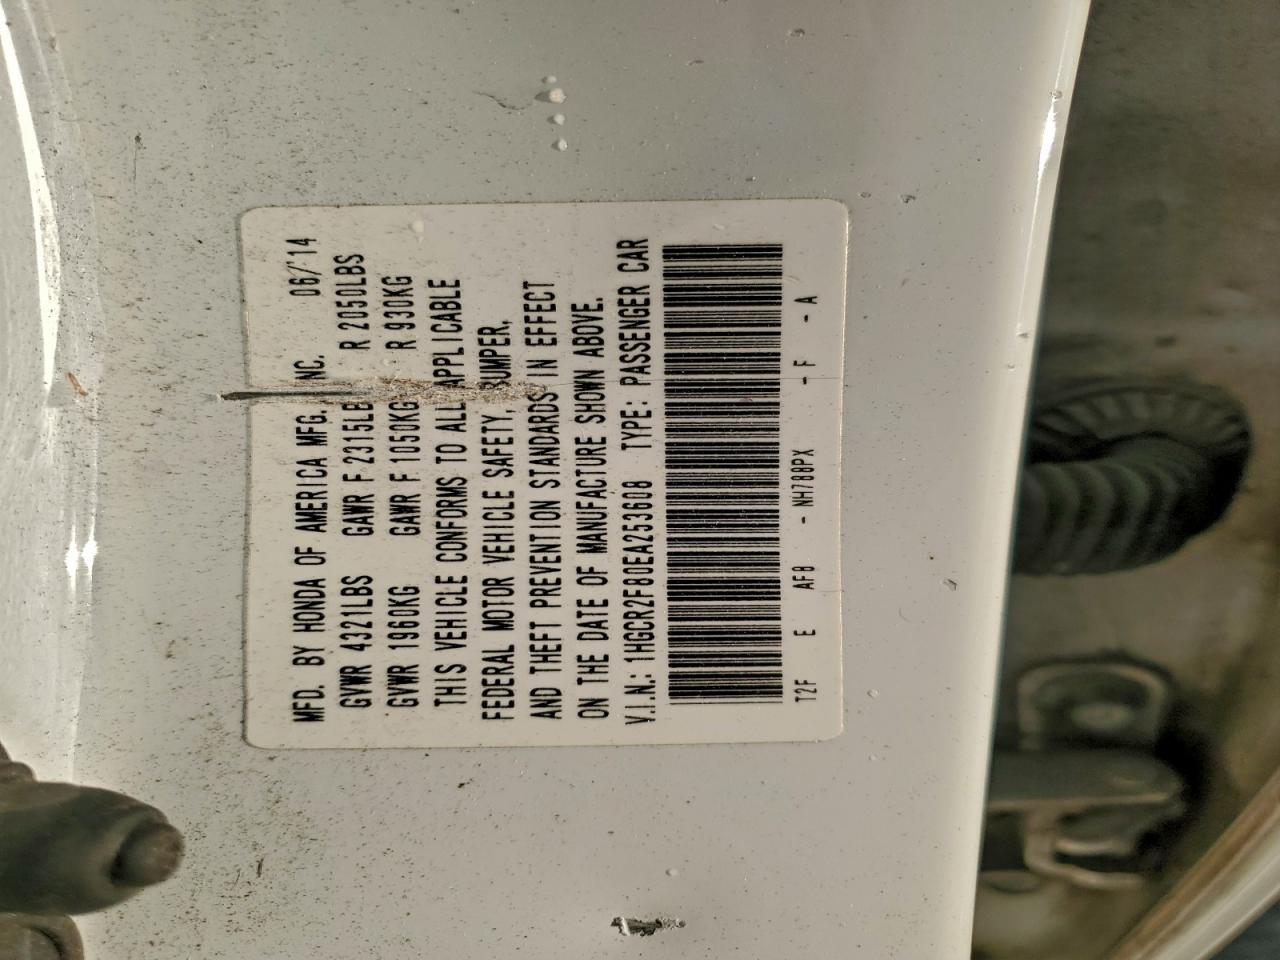 MFD. BY HONDA OF AMERICA MFG. INC. 06/'14
GVWR 4321LBS GAWR F 2315LB R 2050LBS
GVWR 1960KG GAWR F 1050KG R 930KG
THIS VEHICLE CONFORMS TO ALL APPLICABLE
FEDERAL MOTOR VEHICLE SAFETY, BUMPER,
AND THEFT PREVENTION STANDARDS IN EFFECT
ON THE DATE OF MANUFACTURE SHOWN ABOVE.
V.I.N.: 1HGCR2F80EA253608 TYPE: PASSENGER CAR
T2F E AF8 - NH788PX - F - A